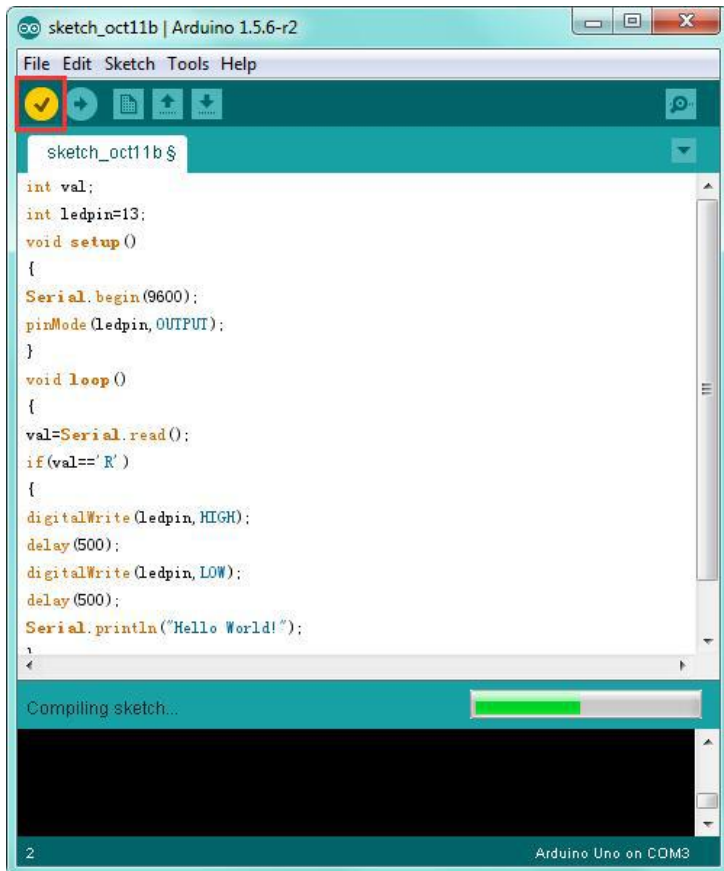 sketch_oct11b | Arduino 1.5.6-r2
File Edit Sketch Tools Help
sketch_oct11b §
int val;
int ledpin=13;
void setup()
{
Serial.begin(9600);
pinMode(ledpin,OUTPUT);
}
void loop()
{
val=Serial.read();
if(val=='R')
{
digitalWrite(ledpin,HIGH);
delay(500);
digitalWrite(ledpin,LOW);
delay(500);
Serial.println("Hello World!");
}
Compiling sketch...
2
Arduino Uno on COM3